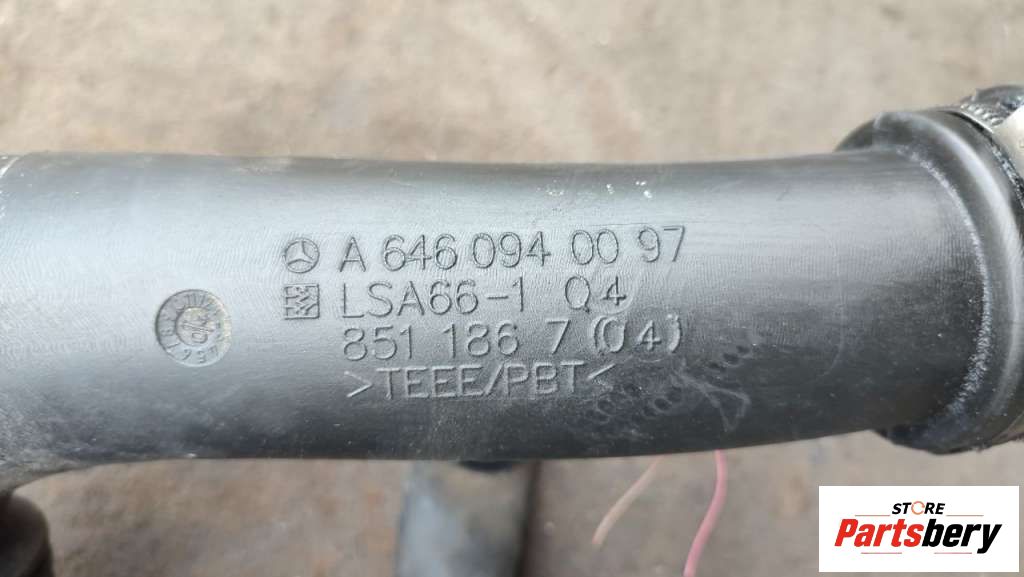 A 646 094 00 97
LSA66-1 Q4
851 186 7 (04)
>TEEE/PBT<
STORE
Partsbery